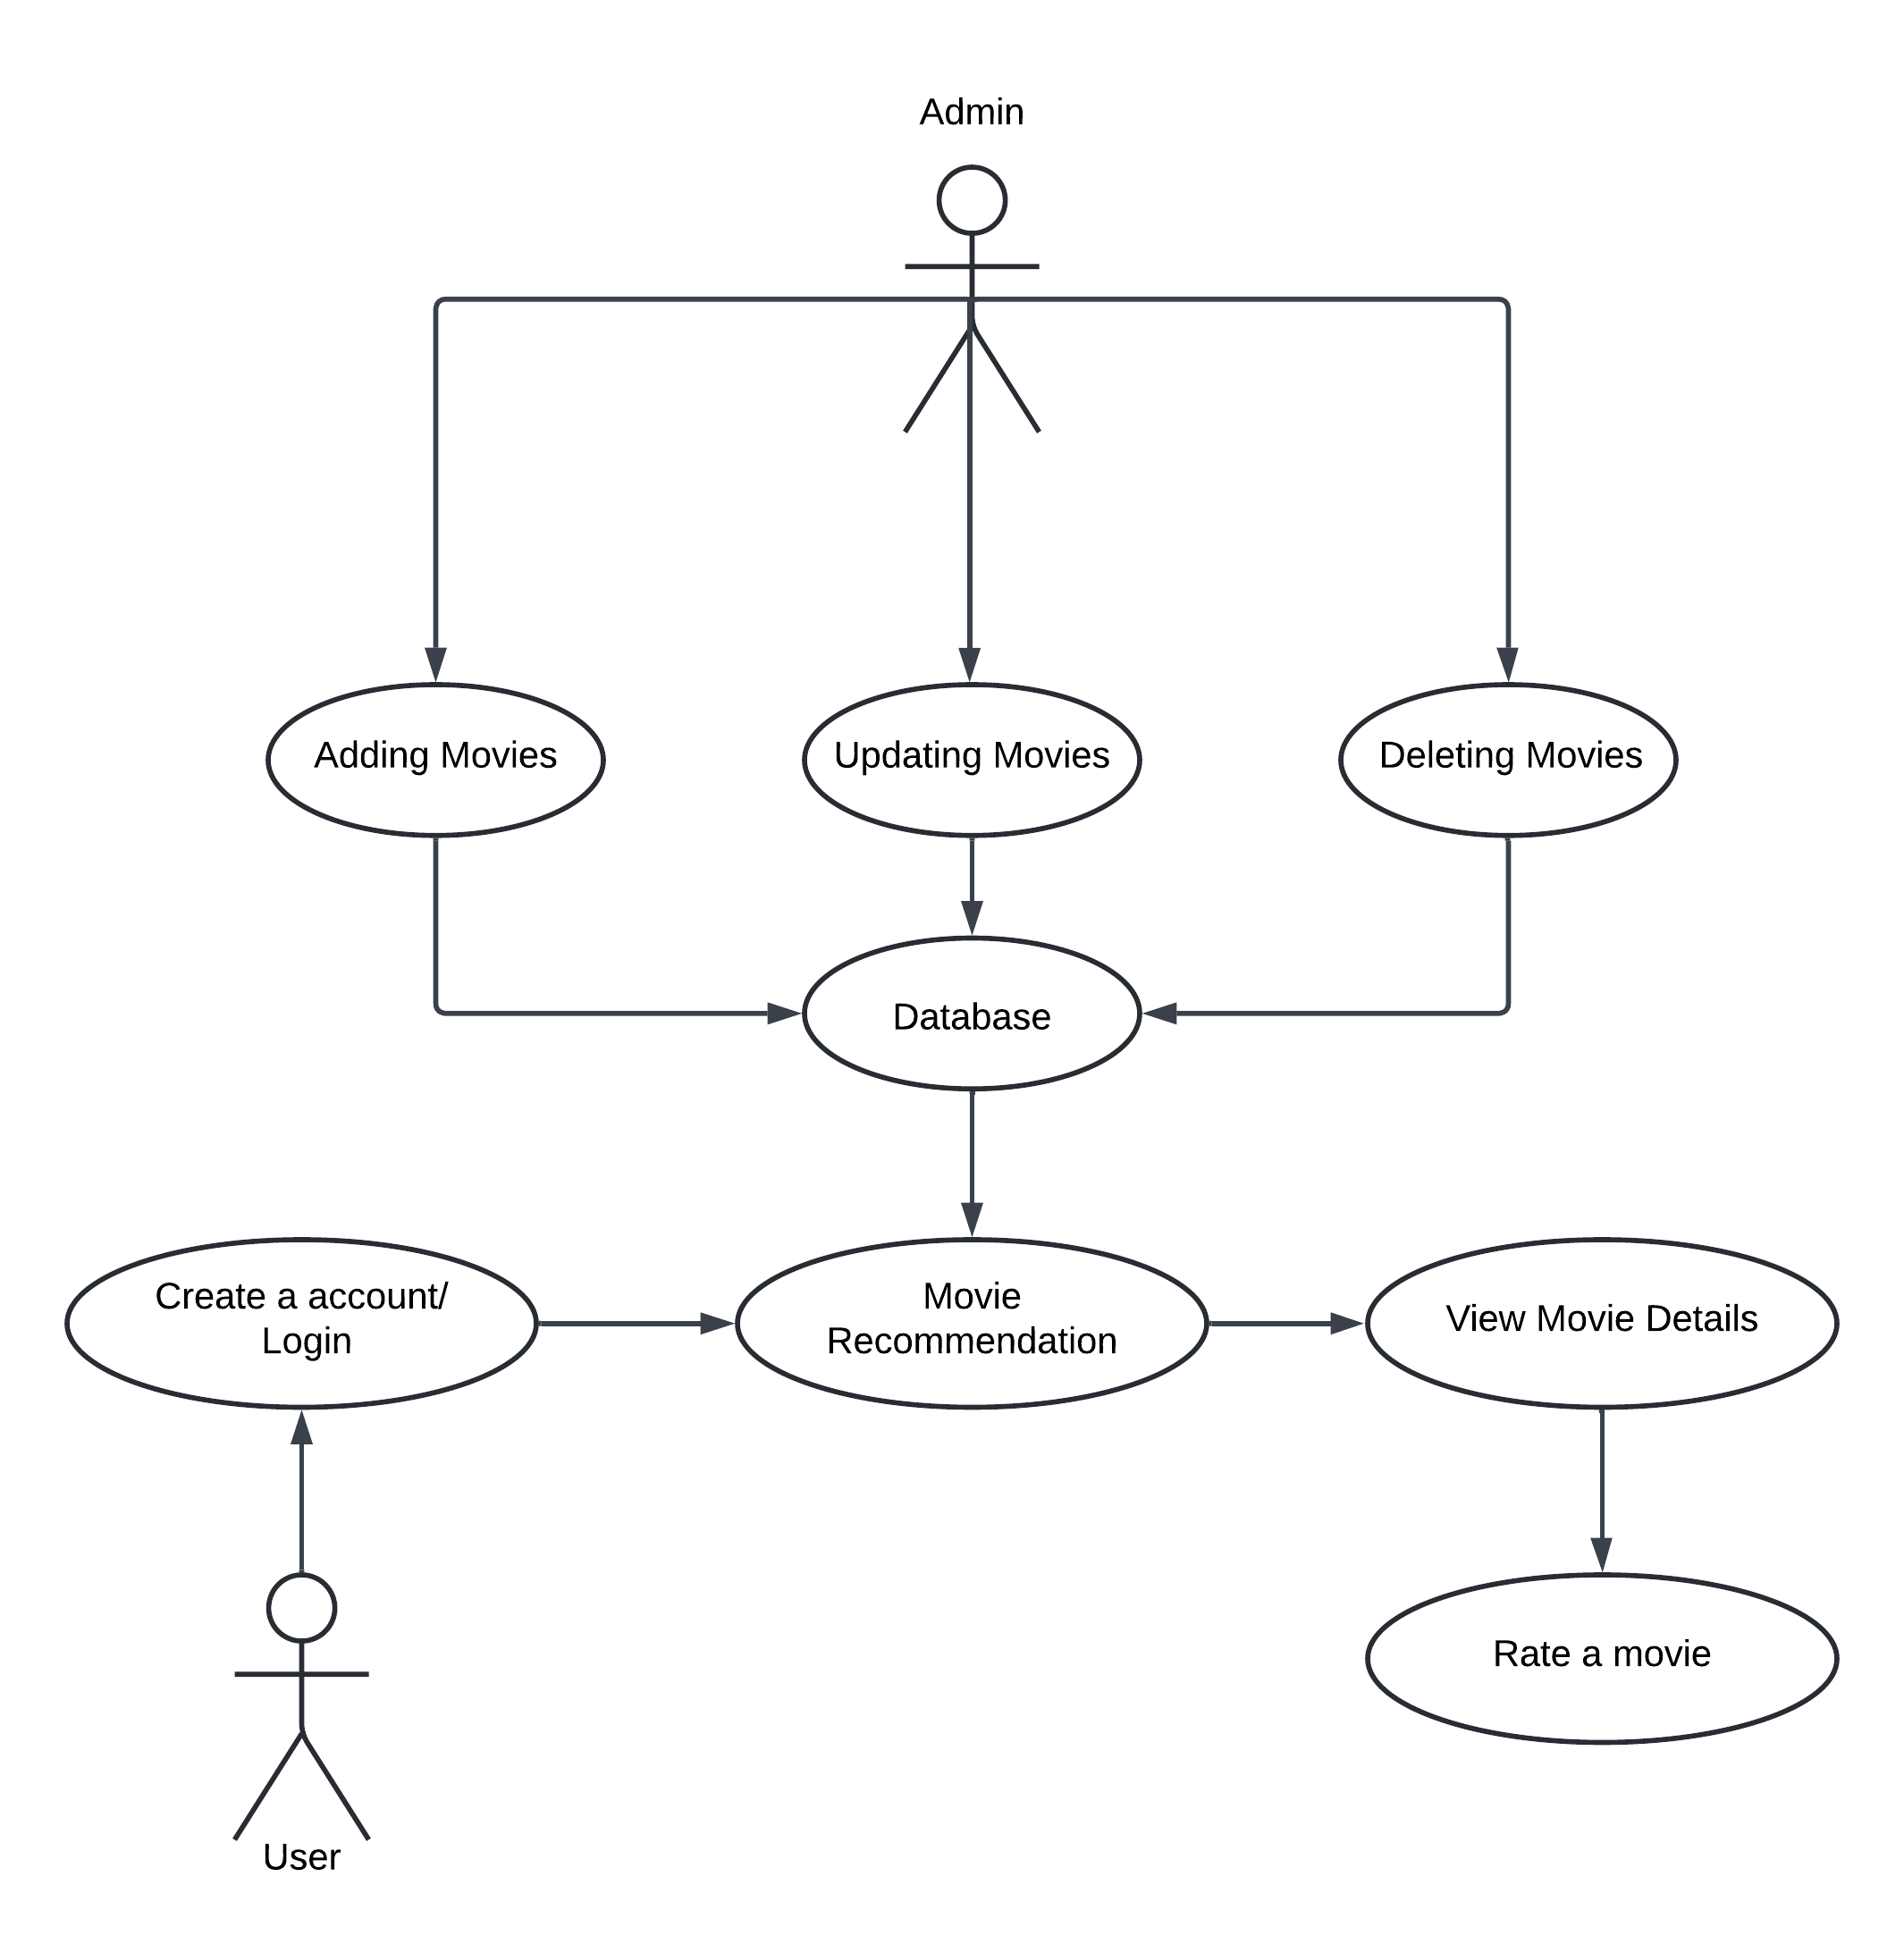 Admin
Adding Movies
Updating Movies
Deleting Movies
Database
Create a account/
Login
Movie
Recommendation
View Movie Details
Rate a movie
User